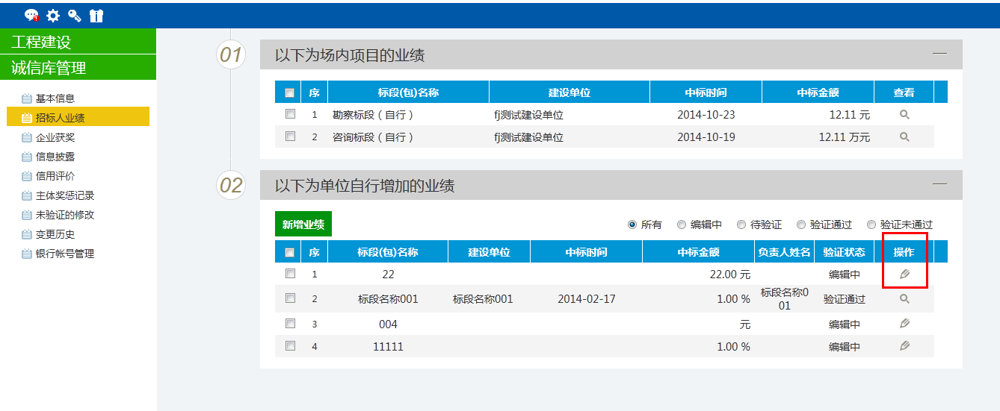 工程建设
诚信库管理
基本信息
招标人业绩
企业获奖
信息披露
信用评价
主体奖惩记录
未验证的修改
变更历史
银行帐号管理
01 以下为场内项目的业绩
序 标段(包)名称 建设单位 中标时间 中标金额 查看
1 勘察标段（自行） fj测试建设单位 2014-10-23 12.11 元
2 咨询标段（自行） fj测试建设单位 2014-10-19 12.11 万元
02 以下为单位自行增加的业绩
新增业绩 所有 编辑中 待验证 验证通过 验证未通过
序 标段(包)名称 建设单位 中标时间 中标金额 负责人姓名 验证状态 操作
1 22 22.00 元 编辑中
2 标段名称001 标段名称001 2014-02-17 1.00 % 标段名称0 验证通过
01
3 004 元 编辑中
4 11111 1.00 % 编辑中